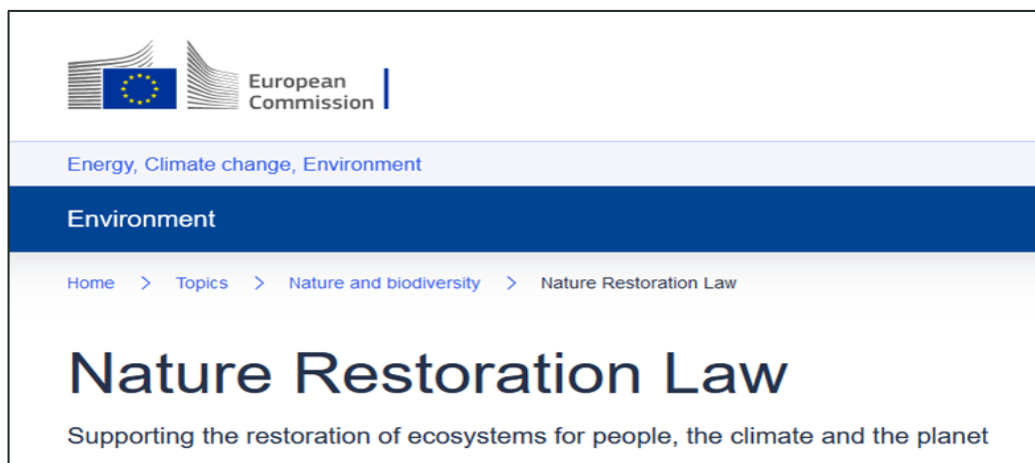 European
Commission
Energy, Climate change, Environment
Environment
Home > Topics > Nature and biodiversity > Nature Restoration Law
Nature Restoration Law
Supporting the restoration of ecosystems for people, the climate and the planet